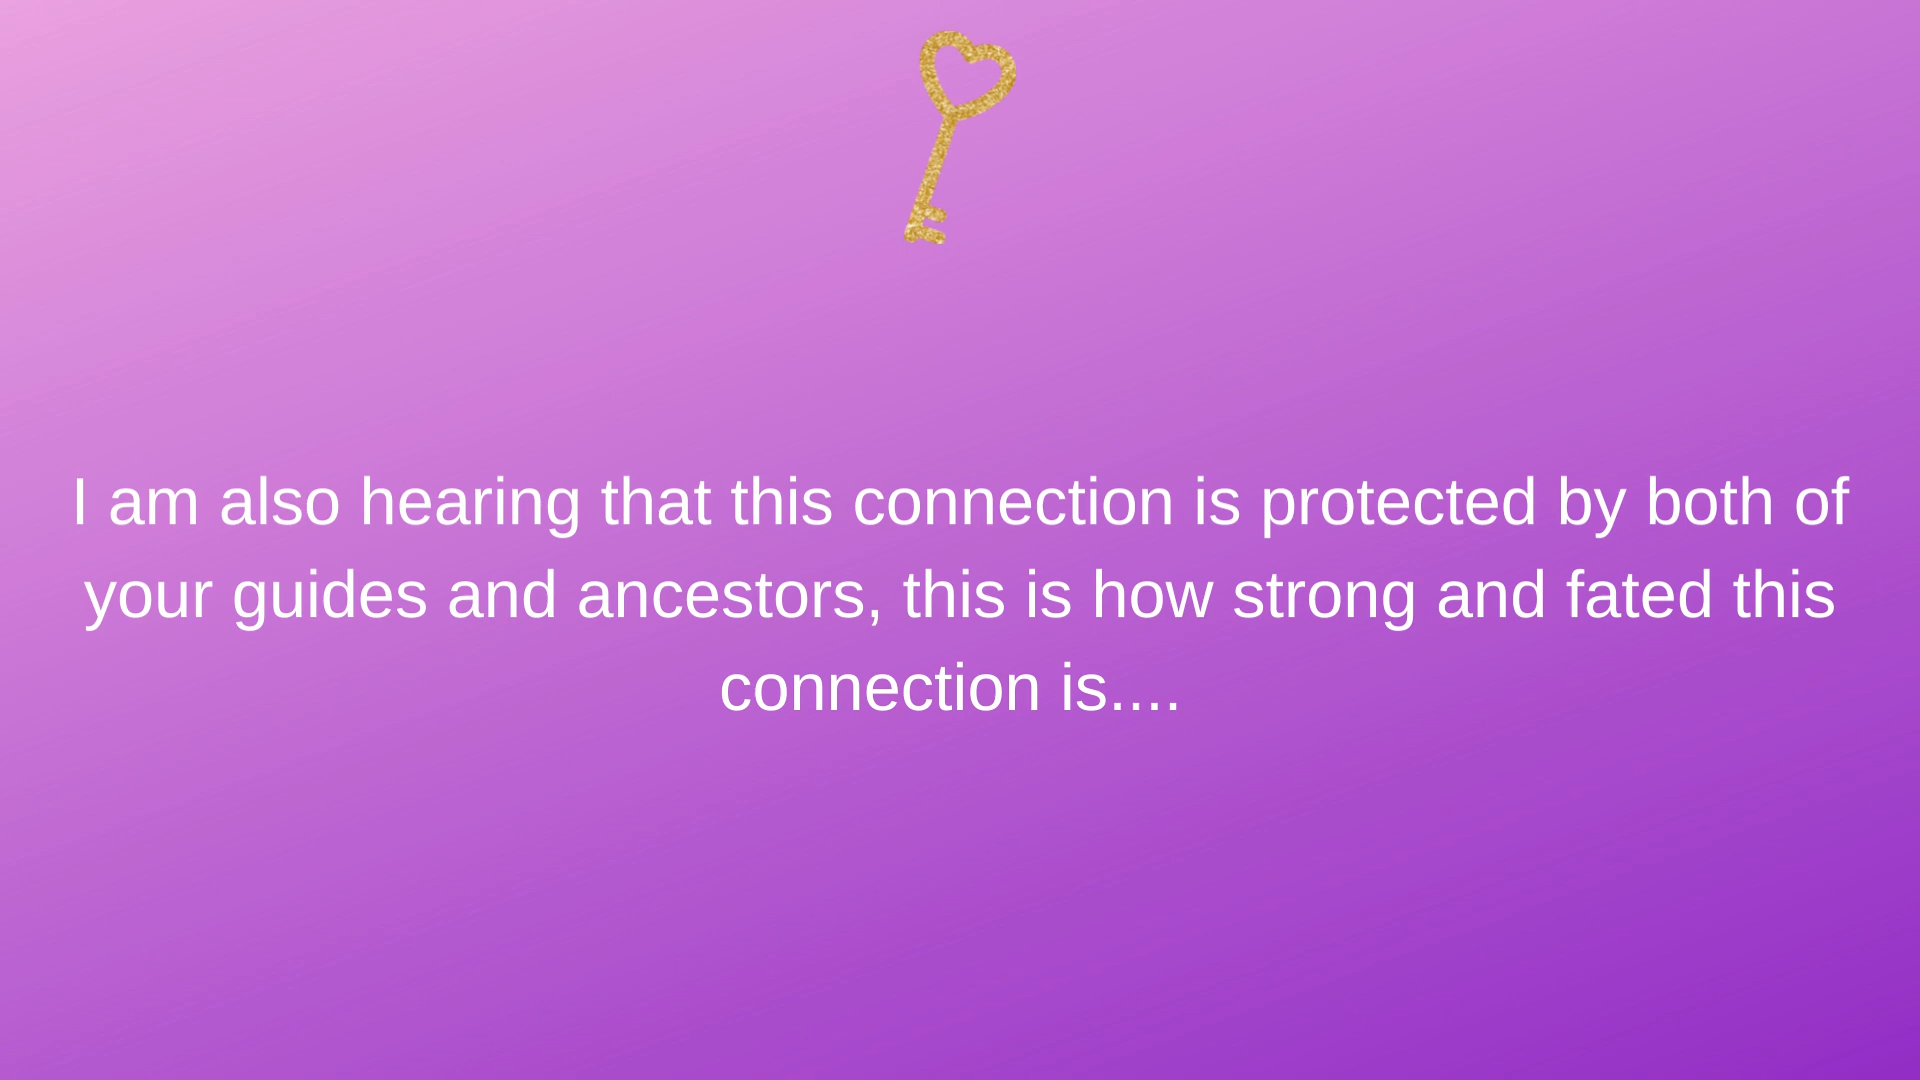 I am also hearing that this connection is protected by both of
your guides and ancestors, this is how strong and fated this
connection is....